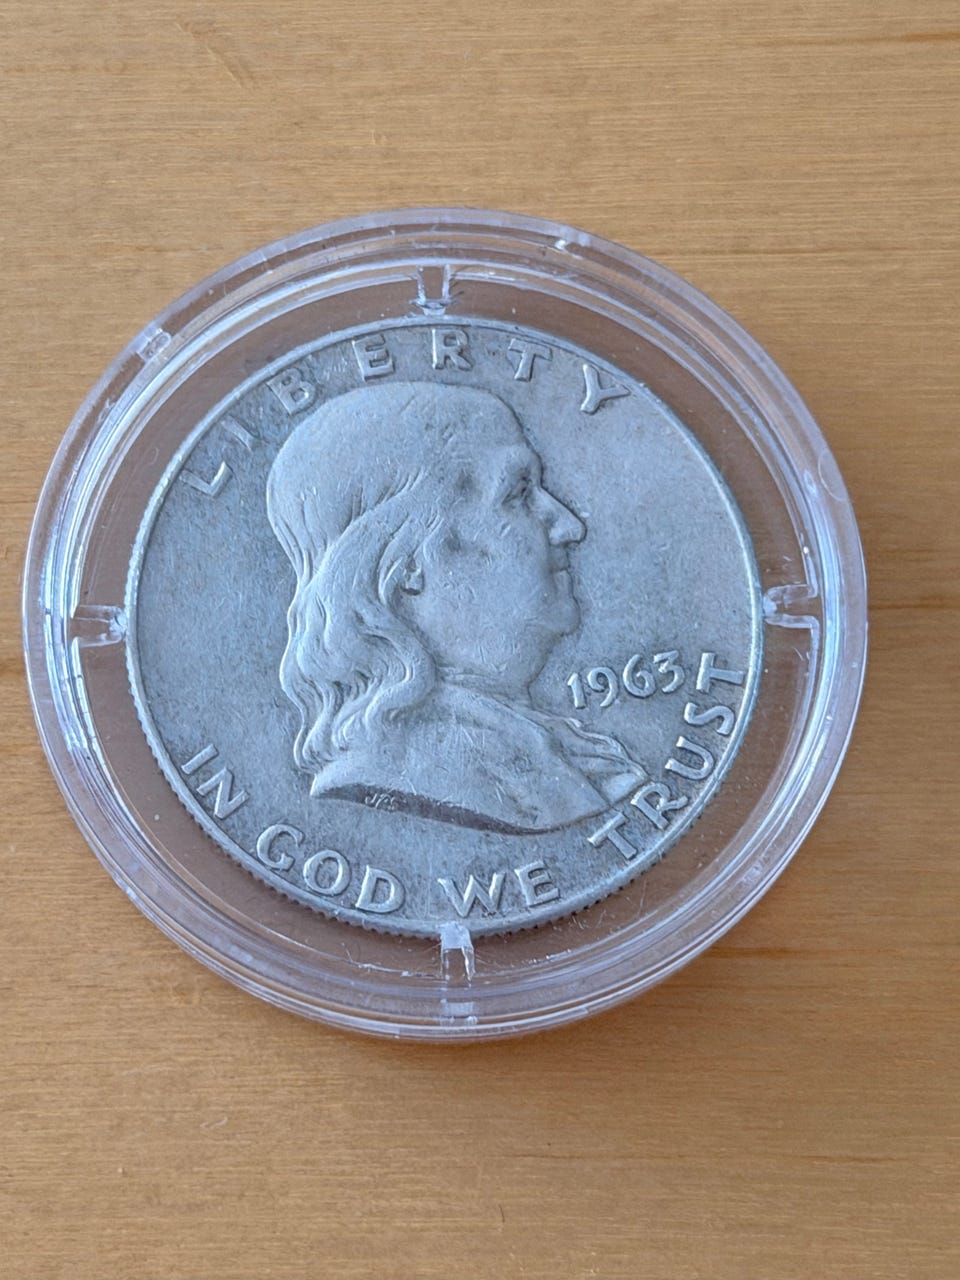 LIBERTY
1963
IN GOD WE TRUST